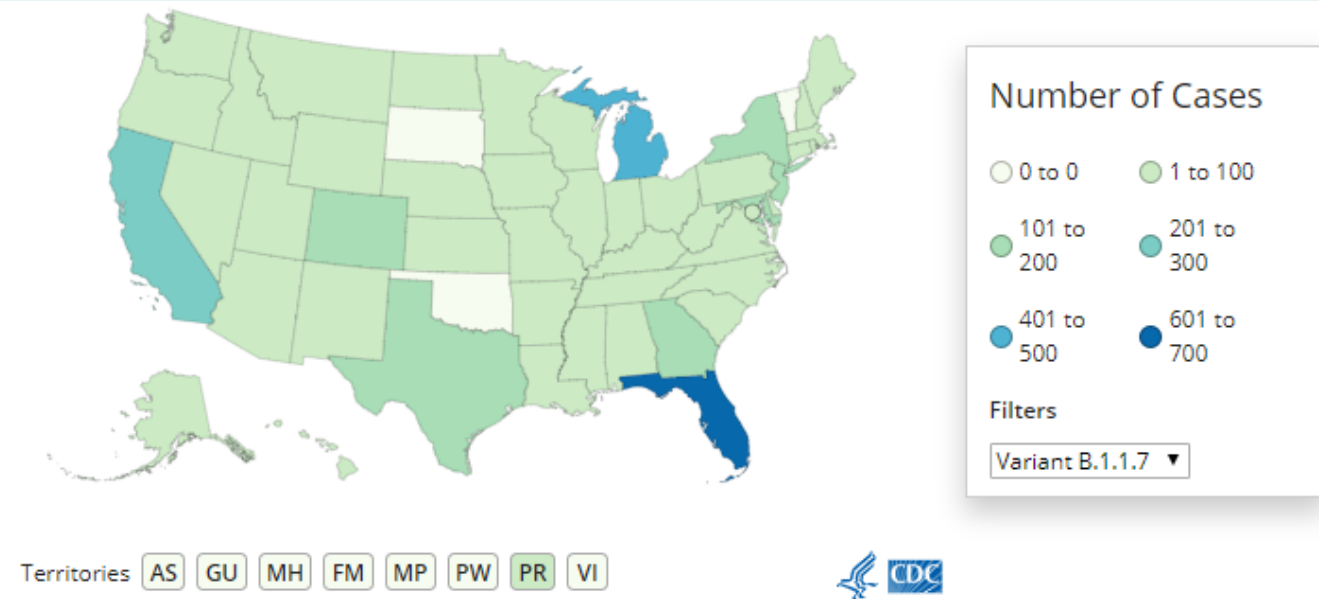 Number of Cases
0 to 0
1 to 100
101 to
200
201 to
300
401 to
500
601 to
700
Filters
Variant B.1.1.7 ▼
Territories AS GU MH FM MP PW PR VI
CDC